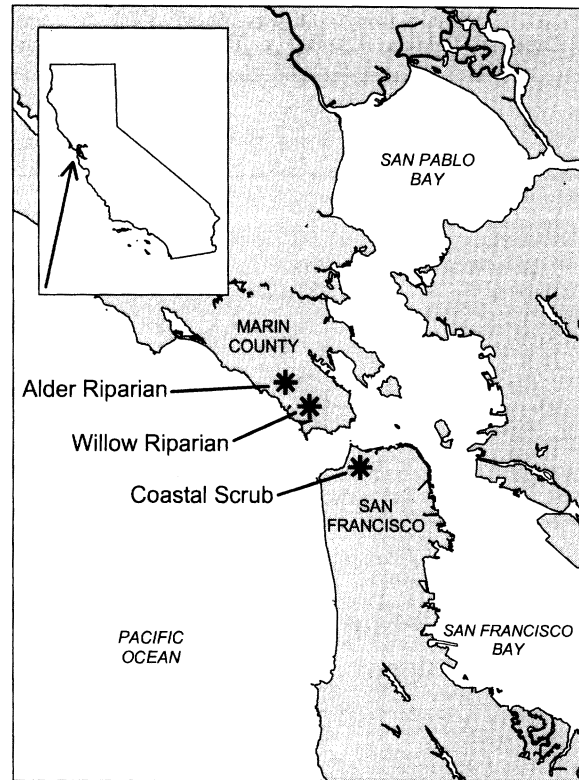 SAN PABLO
BAY
MARIN
COUNTY
Alder Riparian
Willow Riparian
Coastal Scrub
SAN
FRANCISCO
PACIFIC
OCEAN
SAN FRANCISCO
BAY